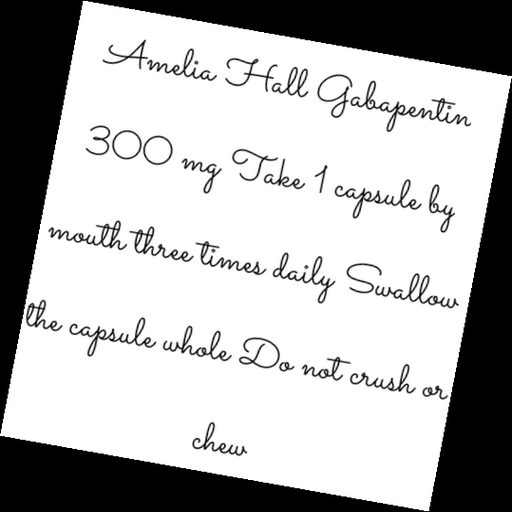 Amelia Hall Gabapentin
300 mg Take 1 capsule by
mouth three times daily Swallow
the capsule whole Do not crush or
chew